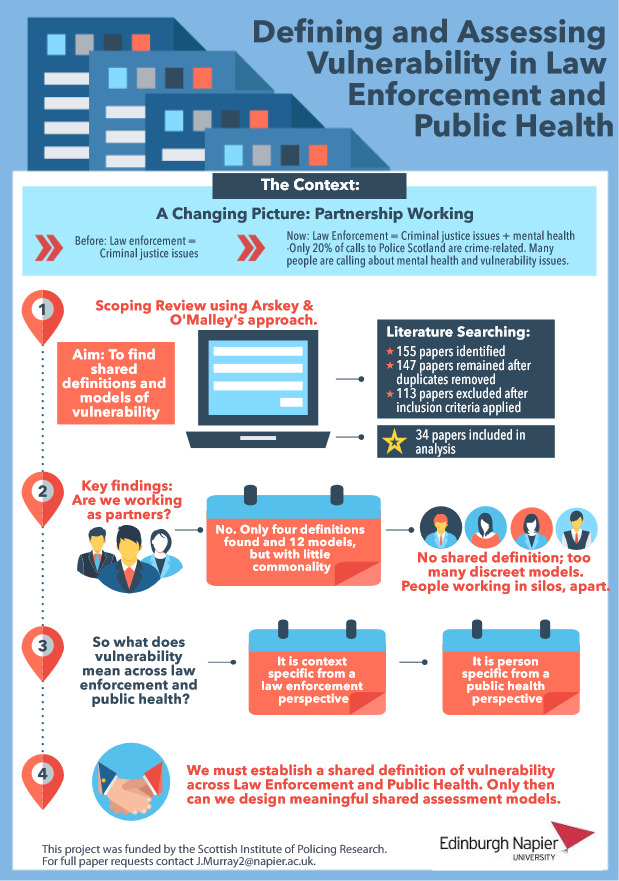 Defining and Assessing
Vulnerability in Law
Enforcement and
Public Health
The Context:
A Changing Picture: Partnership Working
Before: Law enforcement =
Criminal justice issues
Now: Law Enforcement = Criminal justice issues + mental health
-Only 20% of calls to Police Scotland are crime-related. Many
people are calling about mental health and vulnerability issues.
1
Scoping Review using Arskey &
O'Malley's approach.
Aim: To find
shared
definitions and
models of
vulnerability
Literature Searching:
155 papers identified
147 papers remained after
duplicates removed
113 papers excluded after
inclusion criteria applied
34 papers included in
analysis
2
Key findings:
Are we working
as partners?
No. Only four definitions
found and 12 models,
but with little
commonality
No shared definition; too
many discreet models.
People working in silos, apart.
3
So what does
vulnerability
mean across law
enforcement and
public health?
It is context
specific from a
law enforcement
perspective
It is person
specific from a
public health
perspective
4
We must establish a shared definition of vulnerability
across Law Enforcement and Public Health. Only then
can we design meaningful shared assessment models.
This project was funded by the Scottish Institute of Policing Research.
For full paper requests contact J.Murray2@napier.ac.uk.
Edinburgh Napier
UNIVERSITY